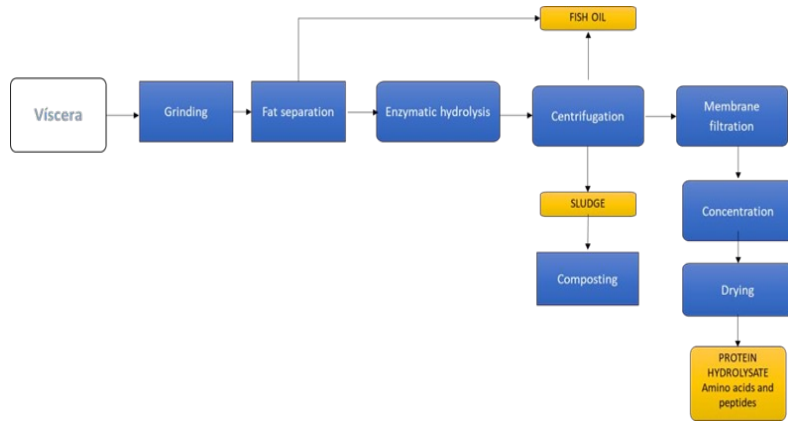 FISH OIL
Víscera
Grinding
Fat separation
Enzymatic hydrolysis
Centrifugation
Membrane
filtration
SLUDGE
Concentration
Composting
Drying
PROTEIN
HYDROLYSATE
Amino acids and
peptides